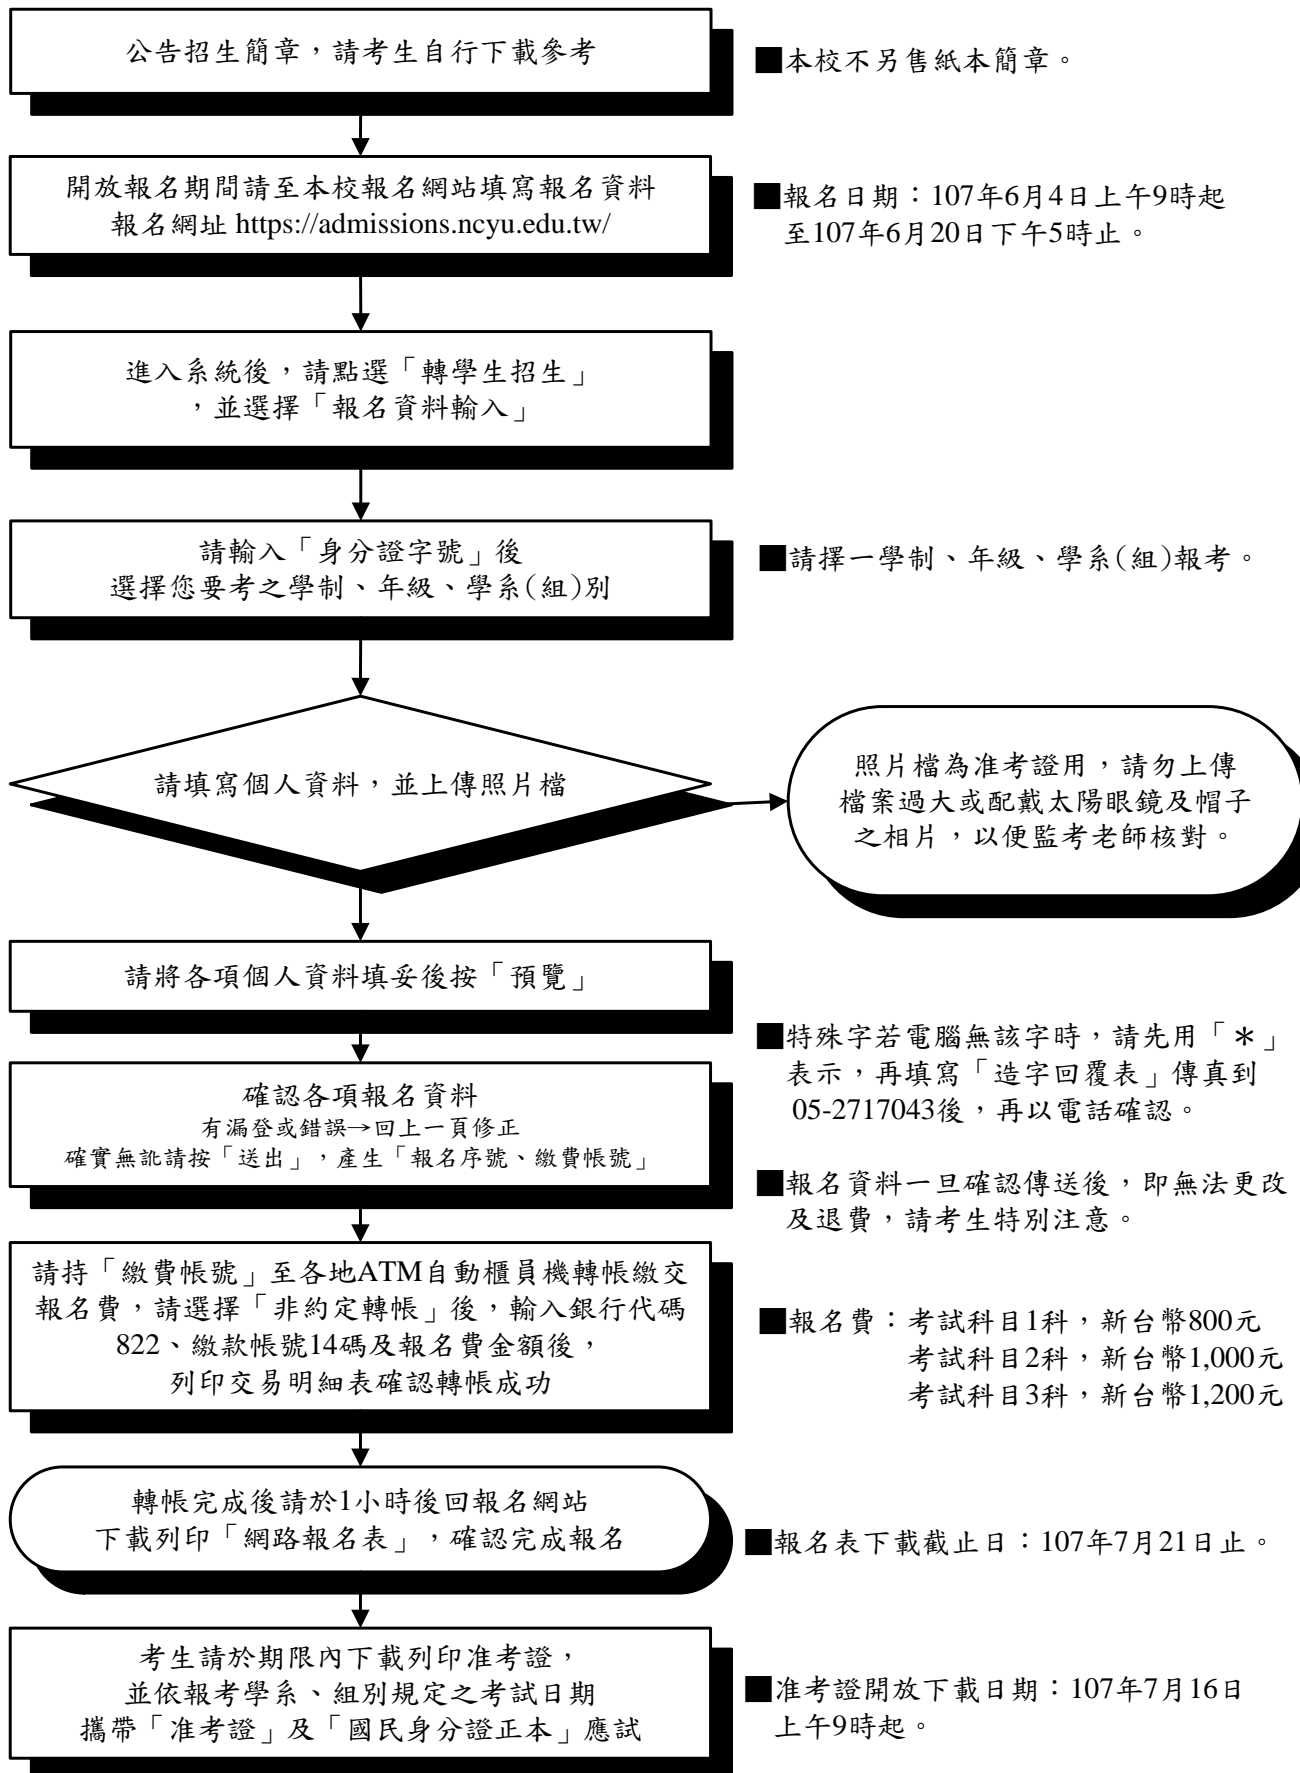 公告招生簡章，請考生自行下載參考
■本校不另售紙本簡章。
開放報名期間請至本校報名網站填寫報名資料
報名網址 https://admissions.ncyu.edu.tw/
■報名日期：107年6月4日上午9時起
至107年6月20日下午5時止。
進入系統後，請點選「轉學生招生」
，並選擇「報名資料輸入」
請輸入「身分證字號」後
選擇您要考之學制、年級、學系(組)別
■請擇一學制、年級、學系(組)報考。
請填寫個人資料，並上傳照片檔
照片檔為准考證用，請勿上傳
檔案過大或配戴太陽眼鏡及帽子
之相片，以便監考老師核對。
請將各項個人資料填妥後按「預覽」
■特殊字若電腦無該字時，請先用「＊」
表示，再填寫「造字回覆表」傳真到
05-2717043後，再以電話確認。
確認各項報名資料
有漏登或錯誤→回上一頁修正
確實無訛請按「送出」，產生「報名序號、繳費帳號」
■報名資料一旦確認傳送後，即無法更改
及退費，請考生特別注意。
請持「繳費帳號」至各地ATM自動櫃員機轉帳繳交
報名費，請選擇「非約定轉帳」後，輸入銀行代碼
822、繳款帳號14碼及報名費金額後，
列印交易明細表確認轉帳成功
■報名費：考試科目1科，新台幣800元
考試科目2科，新台幣1,000元
考試科目3科，新台幣1,200元
轉帳完成後請於1小時後回報名網站
下載列印「網路報名表」，確認完成報名
■報名表下載截止日：107年7月21日止。
考生請於期限內下載列印准考證，
並依報考學系、組別規定之考試日期
攜帶「准考證」及「國民身分證正本」應試
■准考證開放下載日期：107年7月16日
上午9時起。